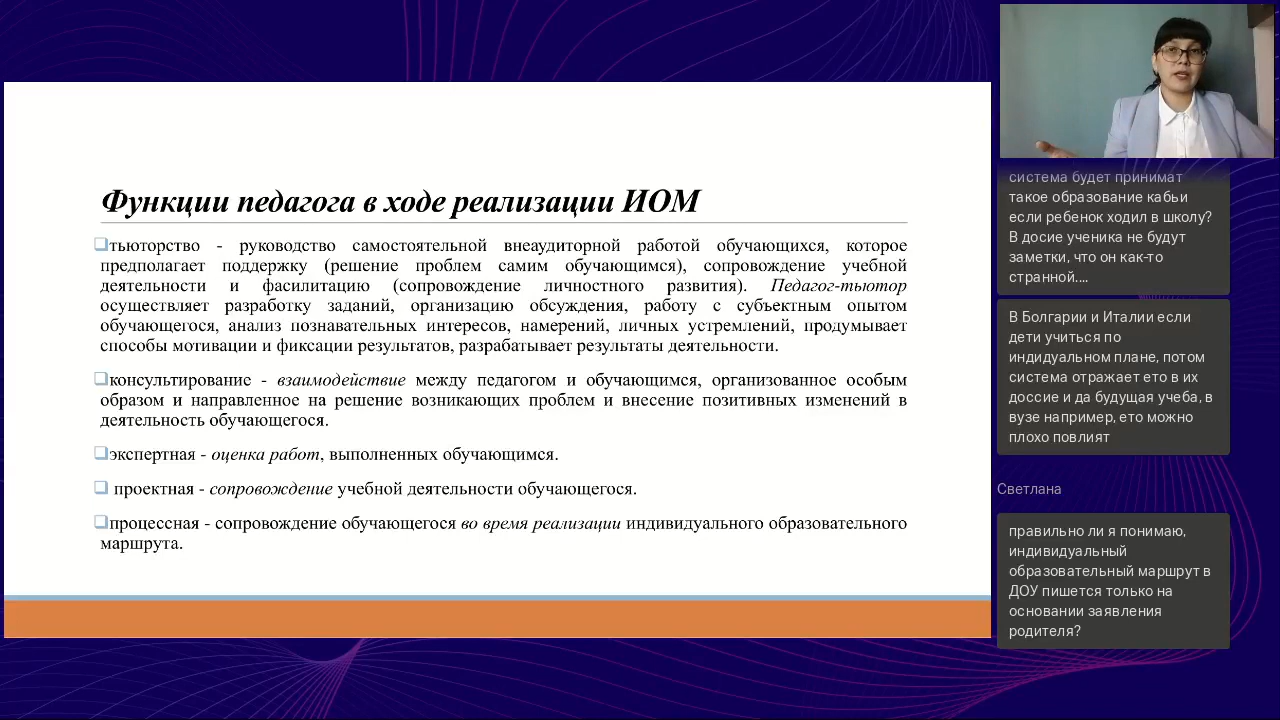 Функции педагога в ходе реализации ИОМ
тьюторство - руководство самостоятельной внеаудиторной работой обучающихся, которое
предполагает поддержку (решение проблем самим обучающимся), сопровождение учебной
деятельности и фасилитацию (сопровождение личностного развития). Педагог-тьютор
осуществляет разработку заданий, организацию обсуждения, работу с субъектным опытом
обучающегося, анализ познавательных интересов, намерений, личных устремлений, продумывает
способы мотивации и фиксации результатов, разрабатывает результаты деятельности.
консультирование - взаимодействие между педагогом и обучающимся, организованное особым
образом и направленное на решение возникающих проблем и внесение позитивных изменений в
деятельность обучающегося.
экспертная - оценка работ, выполненных обучающимся.
проектная - сопровождение учебной деятельности обучающегося.
процессная - сопровождение обучающегося во время реализации индивидуального образовательного
маршрута.
система будет принимат
такое образование кабьи
если ребенок ходил в школу?
В досие ученика не будут
заметки, что он как-то
странной....
В Болгарии и Италии если
дети учиться по
индидуальном плане, потом
система отражает ето в их
доссие и да будущая учеба, в
вузе например, ето можно
плохо повлият
Светлана
правильно ли я понимаю,
индивидуальный
образовательный маршрут в
ДОУ пишется только на
основании заявления
родителя?